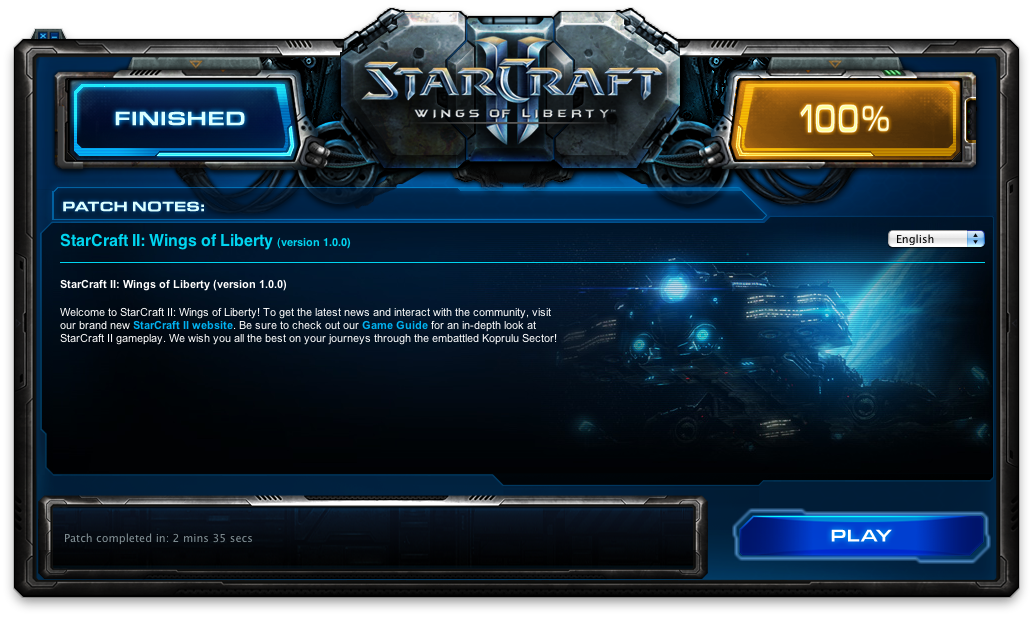 STARCRAFT II
WINGS OF LIBERTY™
FINISHED
100%
PATCH NOTES:
StarCraft II: Wings of Liberty (version 1.0.0)
English
StarCraft II: Wings of Liberty (version 1.0.0)
Welcome to StarCraft II: Wings of Liberty! To get the latest news and interact with the community, visit
our brand new StarCraft II website. Be sure to check out our Game Guide for an in-depth look at
StarCraft II gameplay. We wish you all the best on your journeys through the embattled Koprulu Sector!
Patch completed in: 2 mins 35 secs
PLAY